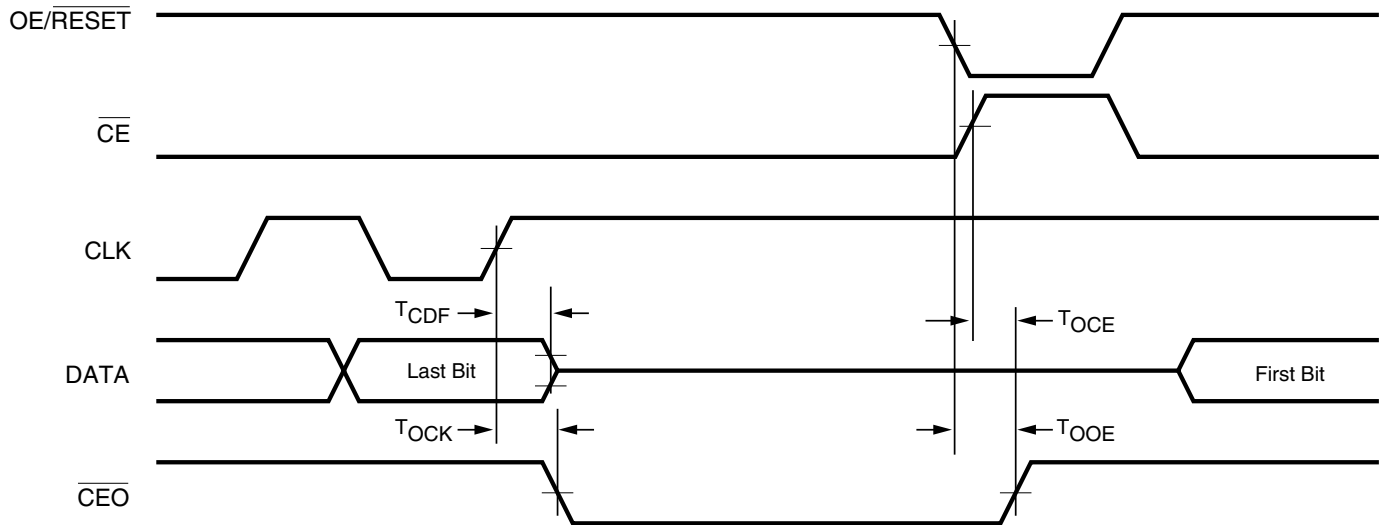 OE/RESET
CE
CLK
TCDF
TOCE
DATA
Last Bit
First Bit
TOCK
TOOE
CEO